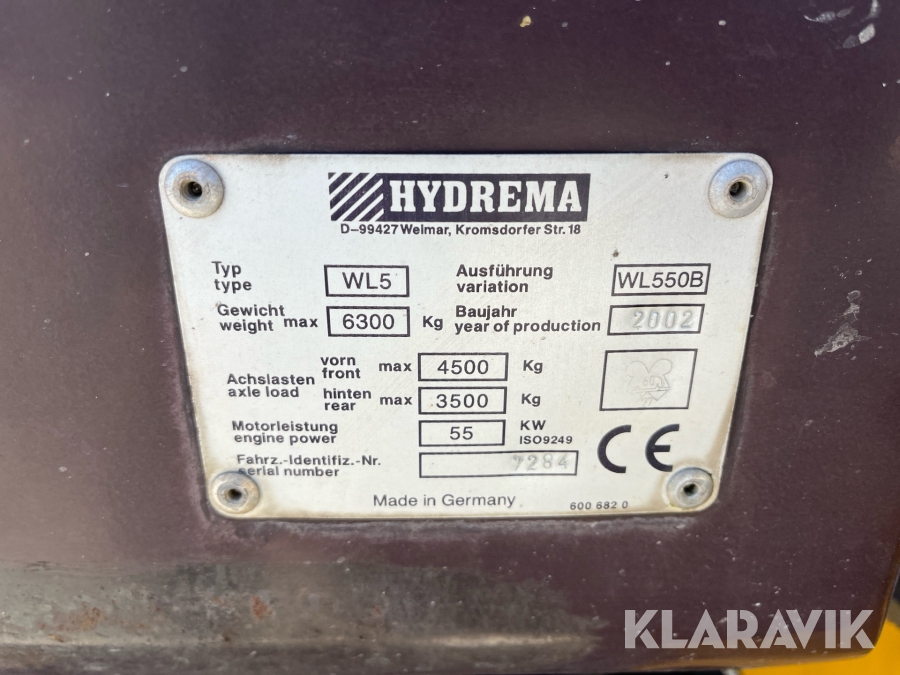 HYDREMA
D-99427 Weimar, Kromsdorfer Str. 18
Typ
type
WL5
Ausführung
variation
WL550B
Gewicht
weight max
6300 Kg
Baujahr
year of production
2002
Achslasten
axle load
vorn
front
max 4500 Kg
hinten
rear
max 3500 Kg
Motorleistung
engine power
55 KW
ISO9249
Fahrz.-Identifiz.-Nr.
serial number
7284
CE
Made in Germany
600 682 0
KLARAVIK